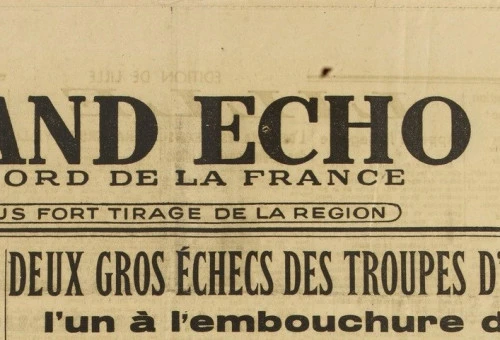 AND ECHO
ORD DE LA FRANCE
US FORT TIRAGE DE LA REGION
DEUX GROS ÉCHECS DES TROUPES D'
l'un à l'embouchure d